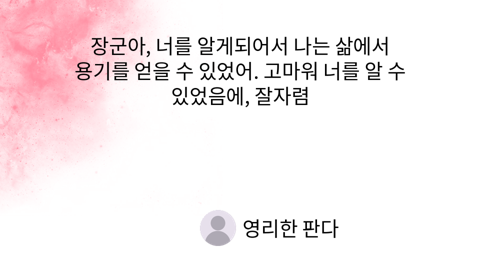 장군아, 너를 알게되어서 나는 삶에서
용기를 얻을 수 있었어. 고마워 너를 알 수
있었음에, 잘자렴
영리한 판다